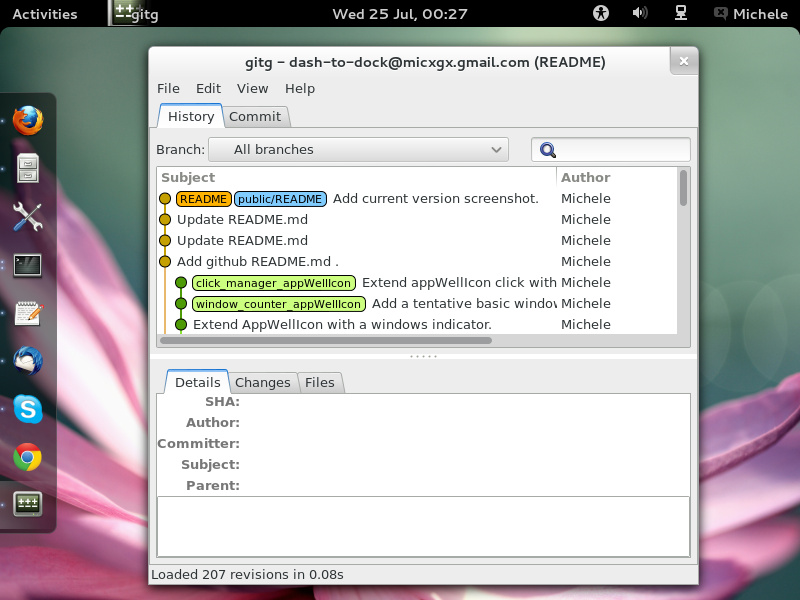 Activities gitg Wed 25 Jul, 00:27 Michele
gitg – dash-to-dock@micxgx.gmail.com (README)
File Edit View Help
History Commit
Branch: All branches
Subject Author
README public/README Add current version screenshot. Michele
Update README.md Michele
Update README.md Michele
Add github README.md . Michele
click_manager_appWellIcon Extend appWellIcon click with Michele
window_counter_appWellIcon Add a tentative basic window Michele
Extend AppWellIcon with a windows indicator. Michele
Details Changes Files
SHA:
Author:
Committer:
Subject:
Parent:
Loaded 207 revisions in 0.08s